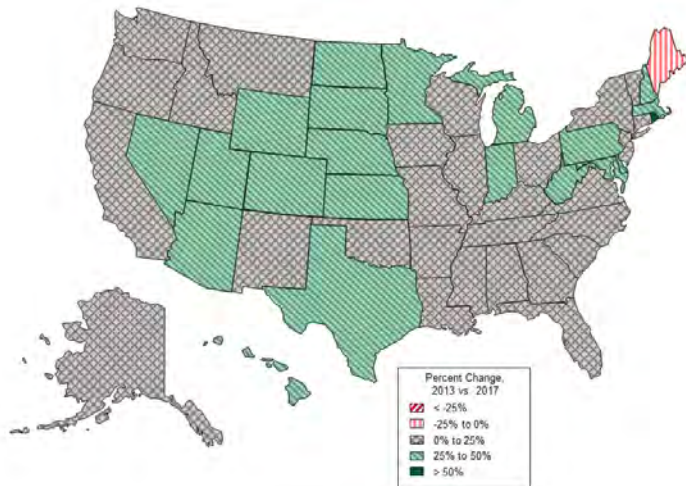 Percent Change,
2013 vs. 2017
< -25%
-25% to 0%
0% to 25%
25% to 50%
> 50%